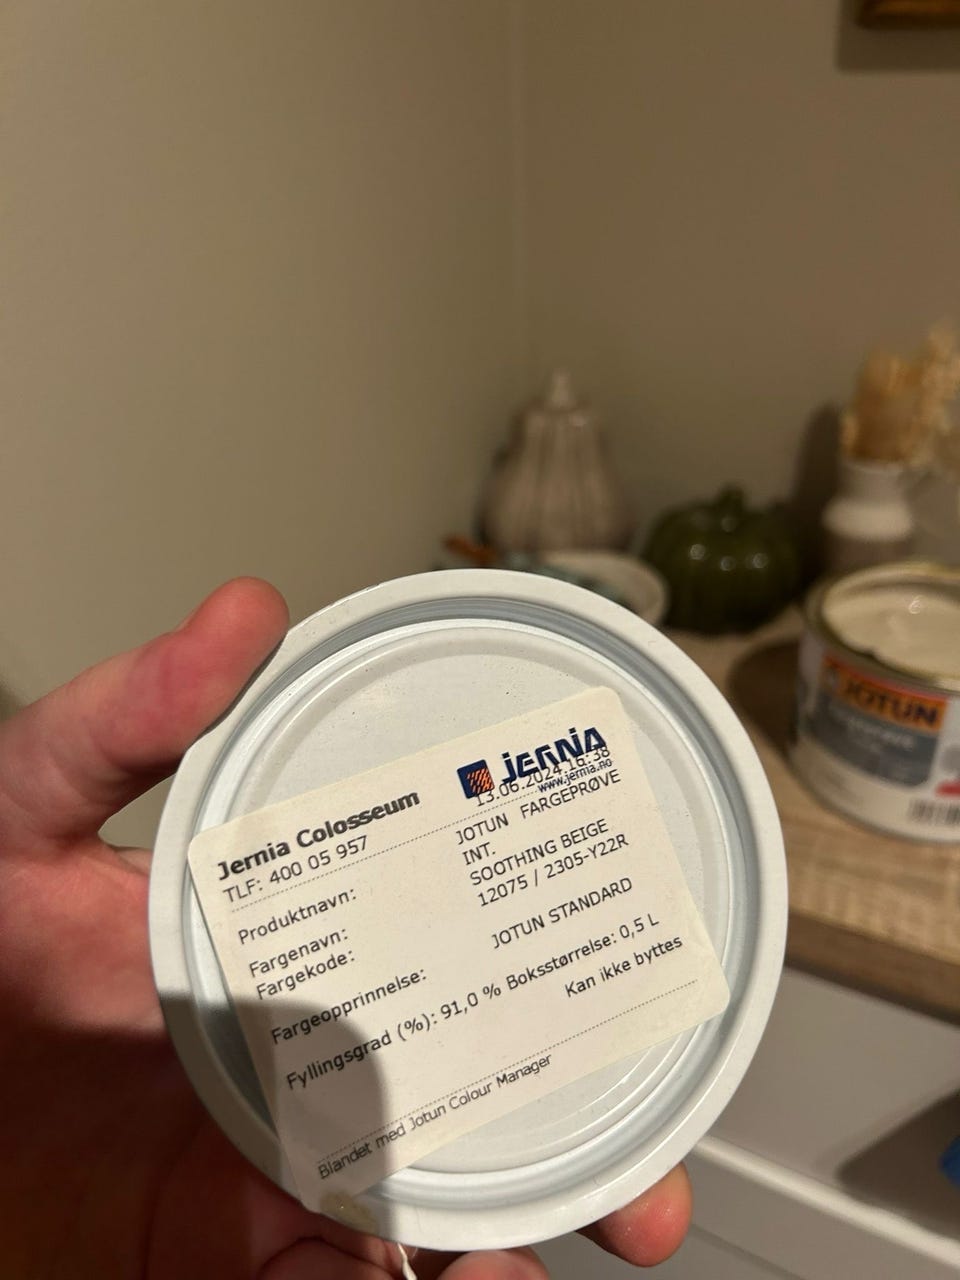 JERNIA
Jernia Colosseum
13.06.2024 16:38
www.jernia.no
TLF: 400 05 957
Produktnavn: JOTUN FARGEPRØVE
INT.
Fargenavn: SOOTHING BEIGE
Fargekode: 12075 / 2305-Y22R
Fargeopprinnelse: JOTUN STANDARD
Fyllingsgrad (%): 91,0 % Boksstørrelse: 0,5 L
Kan ikke byttes
Blandet med Jotun Colour Manager
JOTUN